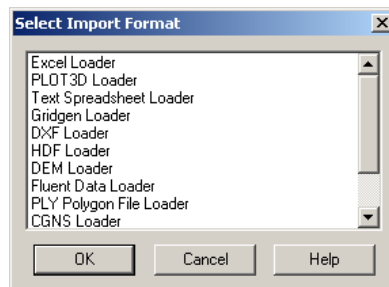 Select Import Format
Excel Loader
PLOT3D Loader
Text Spreadsheet Loader
Gridgen Loader
DXF Loader
HDF Loader
DEM Loader
Fluent Data Loader
PLY Polygon File Loader
CGNS Loader
OK Cancel Help